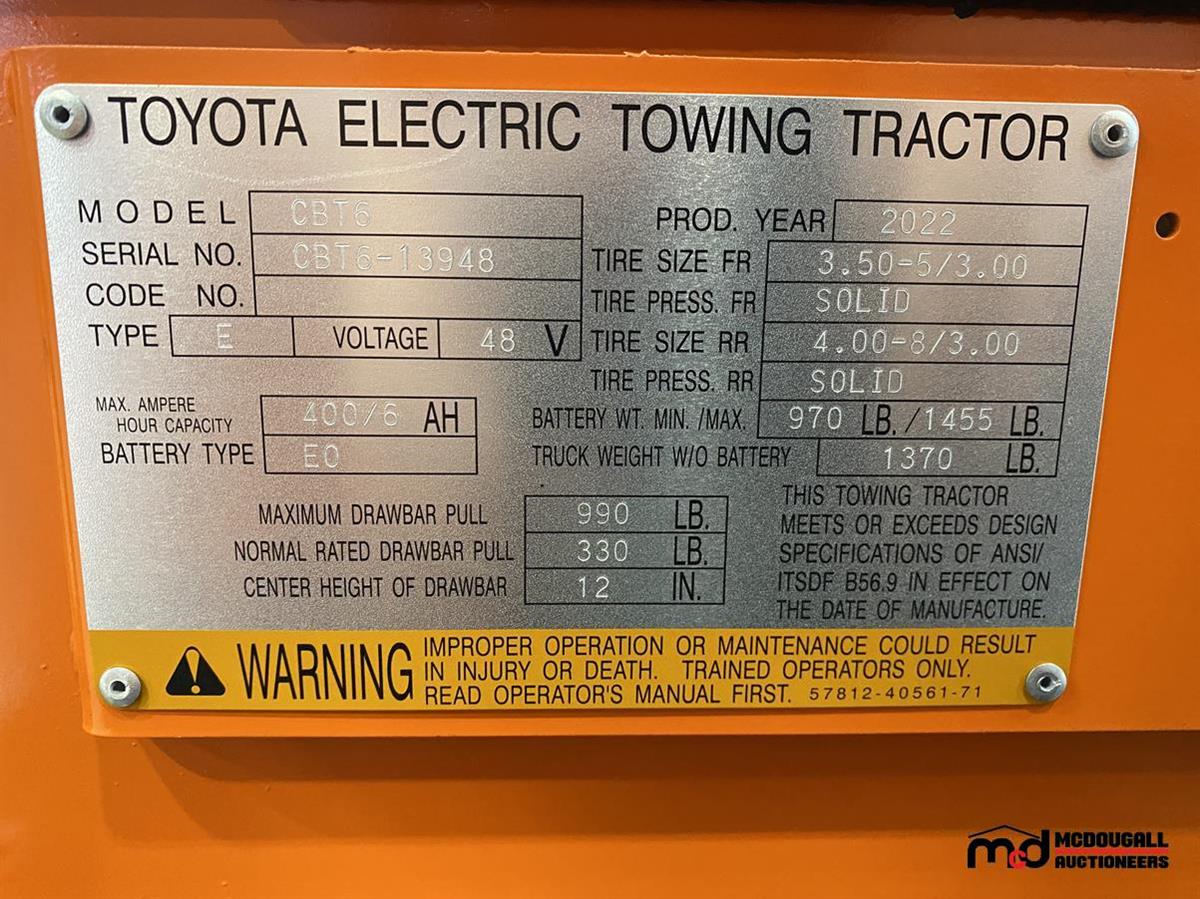 TOYOTA ELECTRIC TOWING TRACTOR
MODEL CBT6
SERIAL NO. CBT6-13948
CODE NO.
TYPE E VOLTAGE 48 V
PROD. YEAR 2022
TIRE SIZE FR 3.50-5/3.00
TIRE PRESS. FR SOLID
TIRE SIZE RR 4.00-8/3.00
TIRE PRESS. RR SOLID
MAX. AMPERE
HOUR CAPACITY 400/6 AH
BATTERY TYPE EO
BATTERY WT. MIN. /MAX. 970 LB. /1455 LB.
TRUCK WEIGHT W/O BATTERY 1370 LB.
MAXIMUM DRAWBAR PULL 990 LB.
NORMAL RATED DRAWBAR PULL 330 LB.
CENTER HEIGHT OF DRAWBAR 12 IN.
THIS TOWING TRACTOR
MEETS OR EXCEEDS DESIGN
SPECIFICATIONS OF ANSI/
ITSDF B56.9 IN EFFECT ON
THE DATE OF MANUFACTURE.
WARNING
IMPROPER OPERATION OR MAINTENANCE COULD RESULT
IN INJURY OR DEATH. TRAINED OPERATORS ONLY.
READ OPERATOR'S MANUAL FIRST. 57812-40561-71
mcd MCDOUGALL
AUCTIONEERS